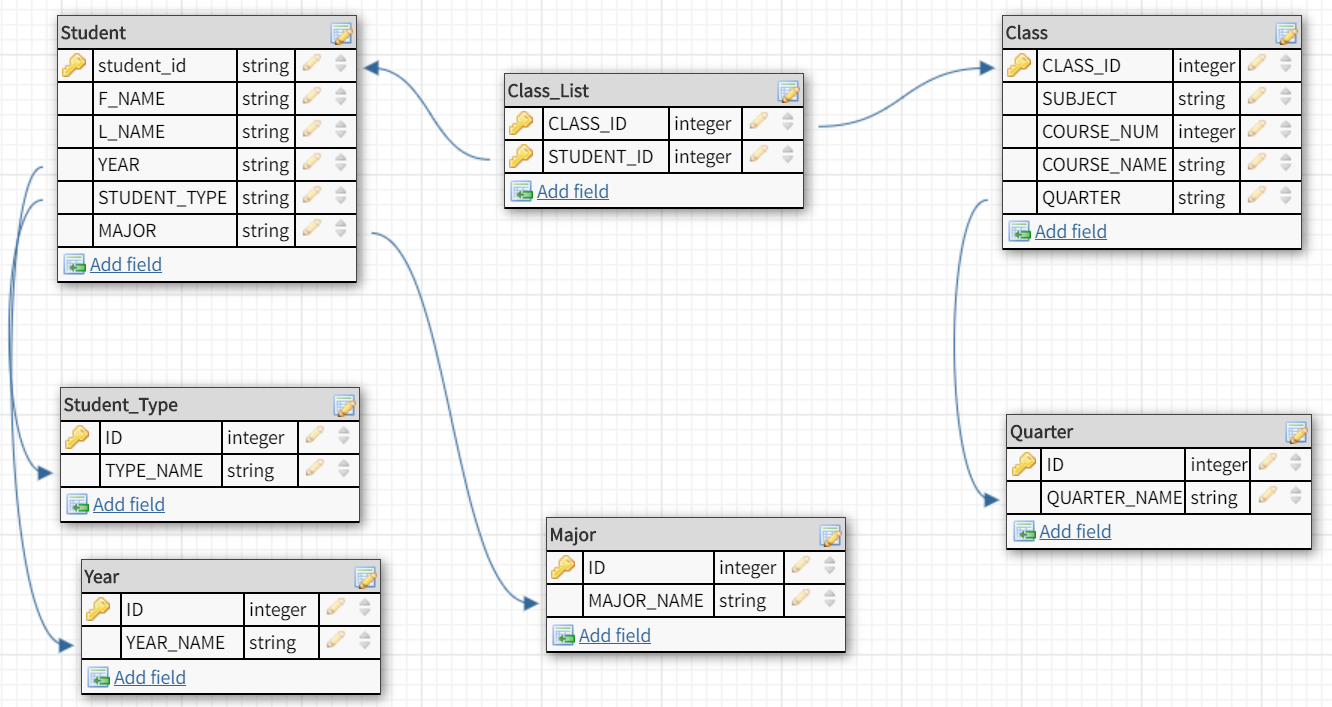 Student
student_id string
F_NAME string
L_NAME string
YEAR string
STUDENT_TYPE string
MAJOR string
Add field
Class_List
CLASS_ID integer
STUDENT_ID integer
Add field
Class
CLASS_ID integer
SUBJECT string
COURSE_NUM integer
COURSE_NAME string
QUARTER string
Add field
Student_Type
ID integer
TYPE_NAME string
Add field
Quarter
ID integer
QUARTER_NAME string
Add field
Major
ID integer
MAJOR_NAME string
Add field
Year
ID integer
YEAR_NAME string
Add field